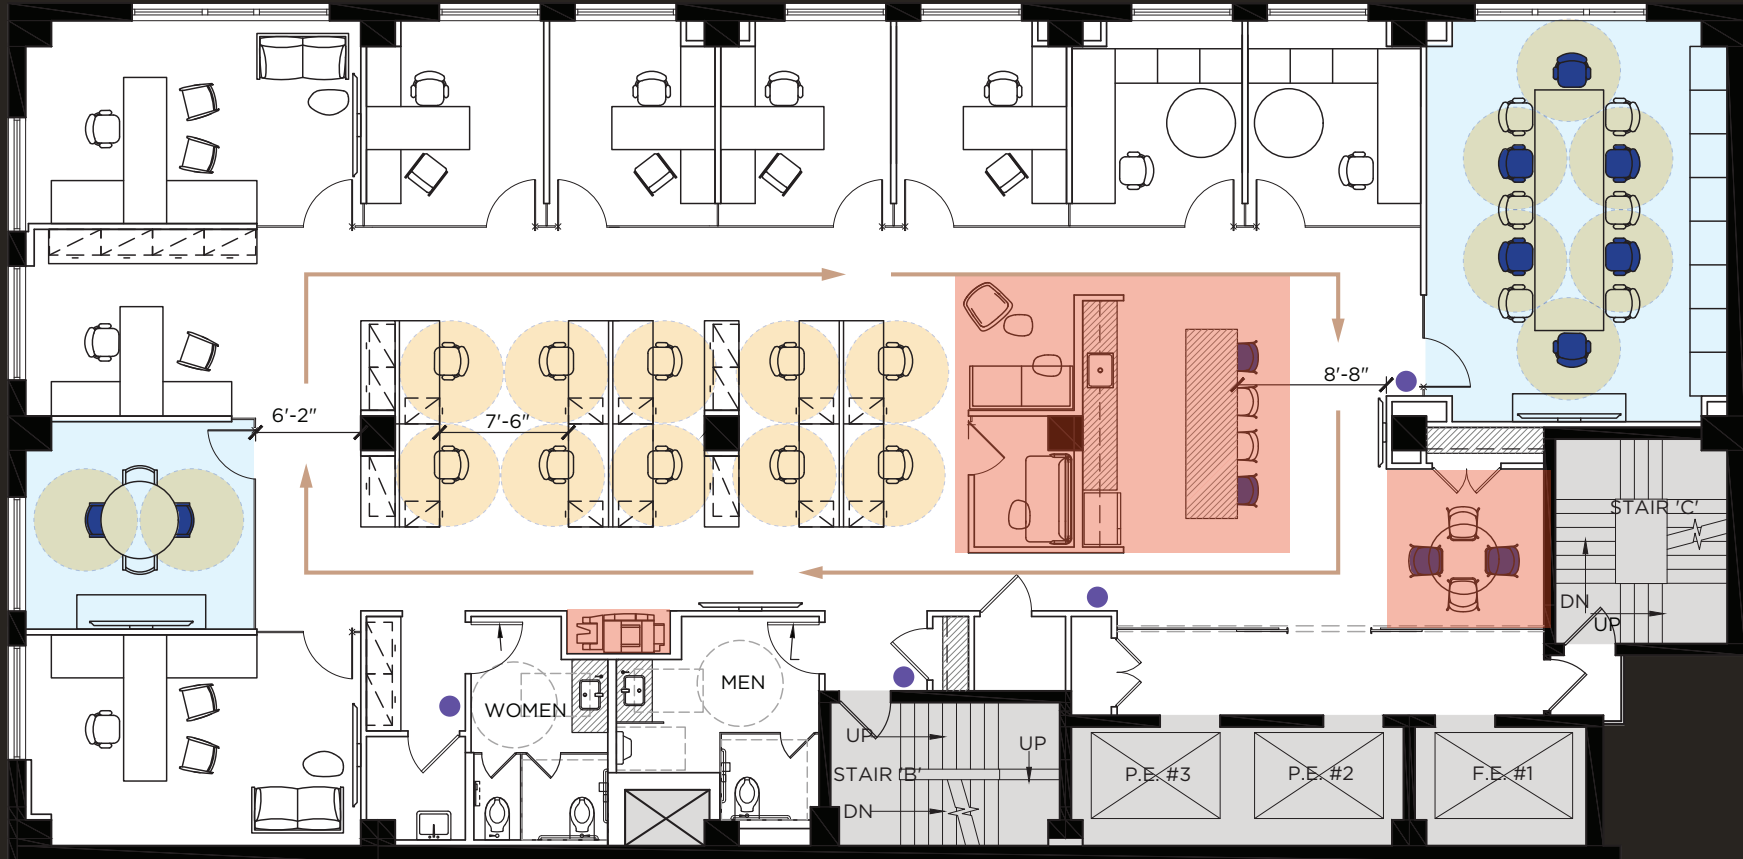 8'-8"
6'-2"
7'-6"
STAIR 'C'
DN
UP
MEN
WOMEN
UP
UP
STAIR 'B'
P.E. #3
P.E. #2
F.E. #1
DN